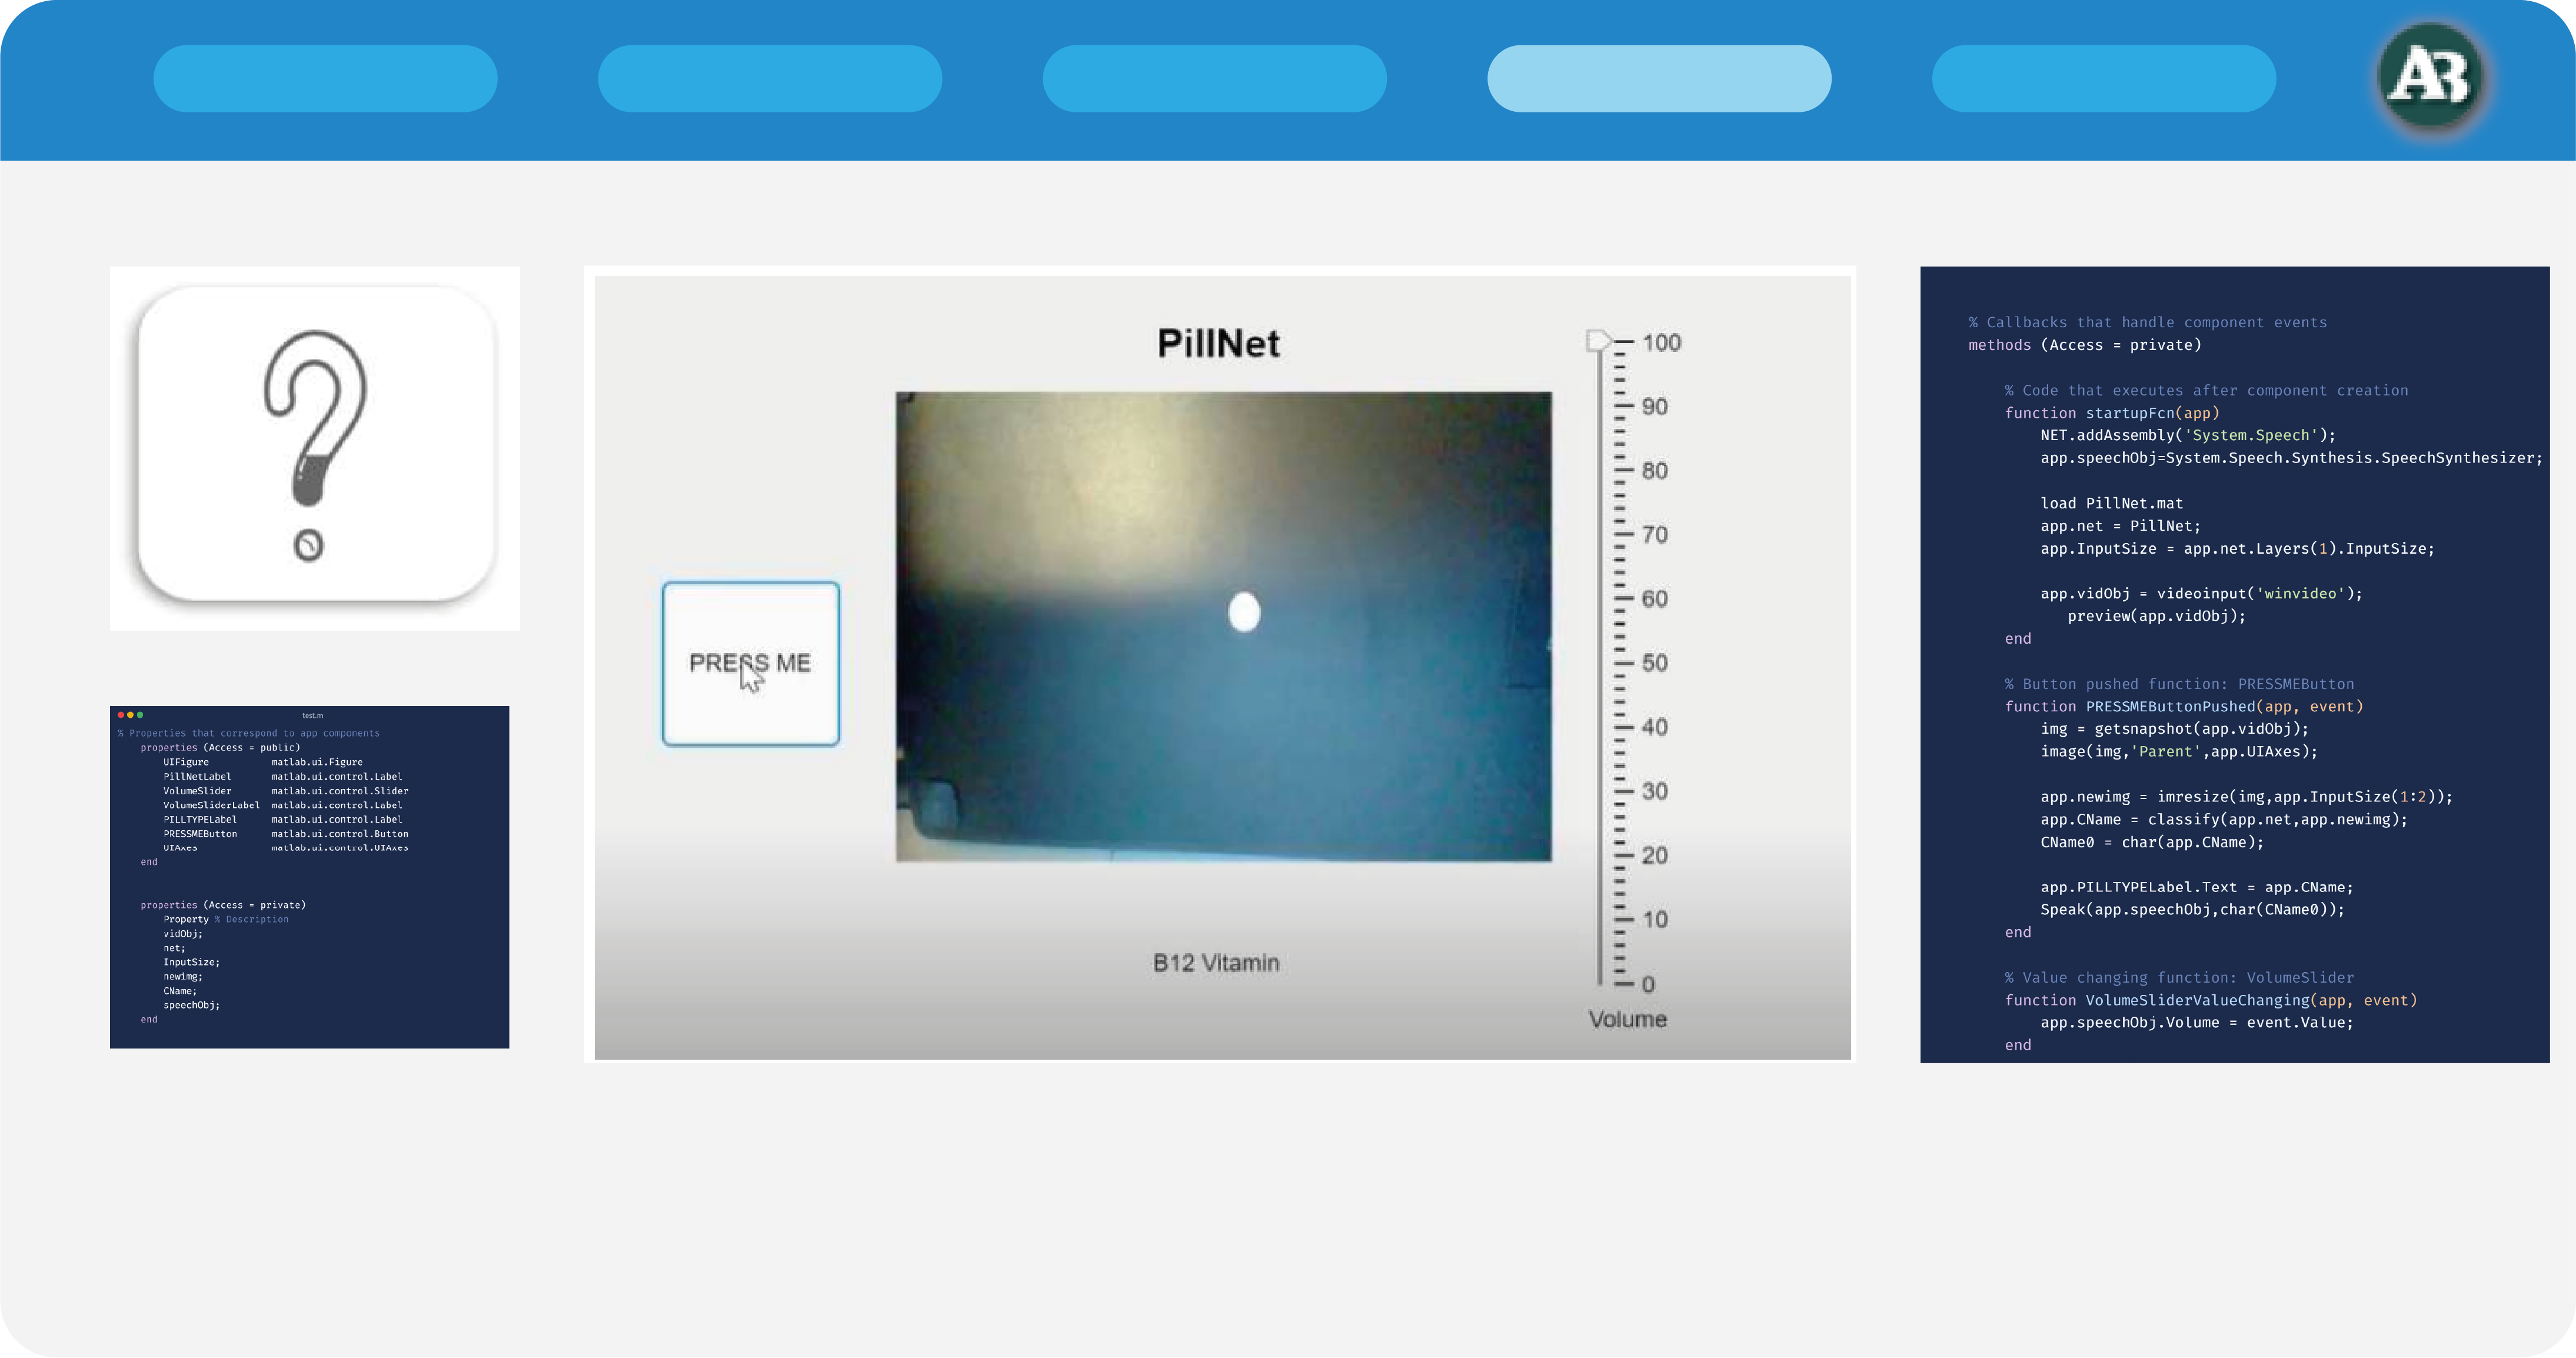 AB
test.m
% Properties that correspond to app components
properties (Access = public)
UIFigure matlab.ui.Figure
PillNetLabel matlab.ui.control.Label
VolumeSlider matlab.ui.control.Slider
VolumeSliderLabel matlab.ui.control.Label
PILLTYPELabel matlab.ui.control.Label
PRESSMEButton matlab.ui.control.Button
UIAxes matlab.ui.control.UIAxes
end
properties (Access = private)
Property % Description
vidObj;
net;
InputSize;
newimg;
CName;
speechObj;
end
PillNet
PRESS ME
B12 Vitamin
100
90
80
70
60
50
40
30
20
10
0
Volume
% Callbacks that handle component events
methods (Access = private)
% Code that executes after component creation
function startupFcn(app)
NET.addAssembly('System.Speech');
app.speechObj=System.Speech.Synthesis.SpeechSynthesizer;
load PillNet.mat
app.net = PillNet;
app.InputSize = app.net.Layers(1).InputSize;
app.vidObj = videoinput('winvideo');
preview(app.vidObj);
end
% Button pushed function: PRESSMEButton
function PRESSMEButtonPushed(app, event)
img = getsnapshot(app.vidObj);
image(img,'Parent',app.UIAxes);
app.newimg = imresize(img,app.InputSize(1:2));
app.CName = classify(app.net,app.newimg);
CName0 = char(app.CName);
app.PILLTYPELabel.Text = app.CName;
Speak(app.speechObj,char(CName0));
end
% Value changing function: VolumeSlider
function VolumeSliderValueChanging(app, event)
app.speechObj.Volume = event.Value;
end